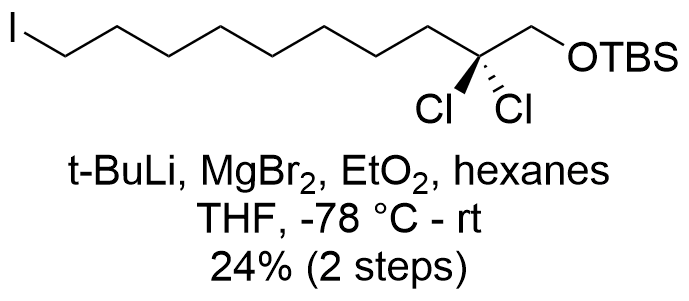 I
OTBS
Cl Cl
t-BuLi, MgBr₂, EtO₂, hexanes
THF, -78 °C - rt
24% (2 steps)